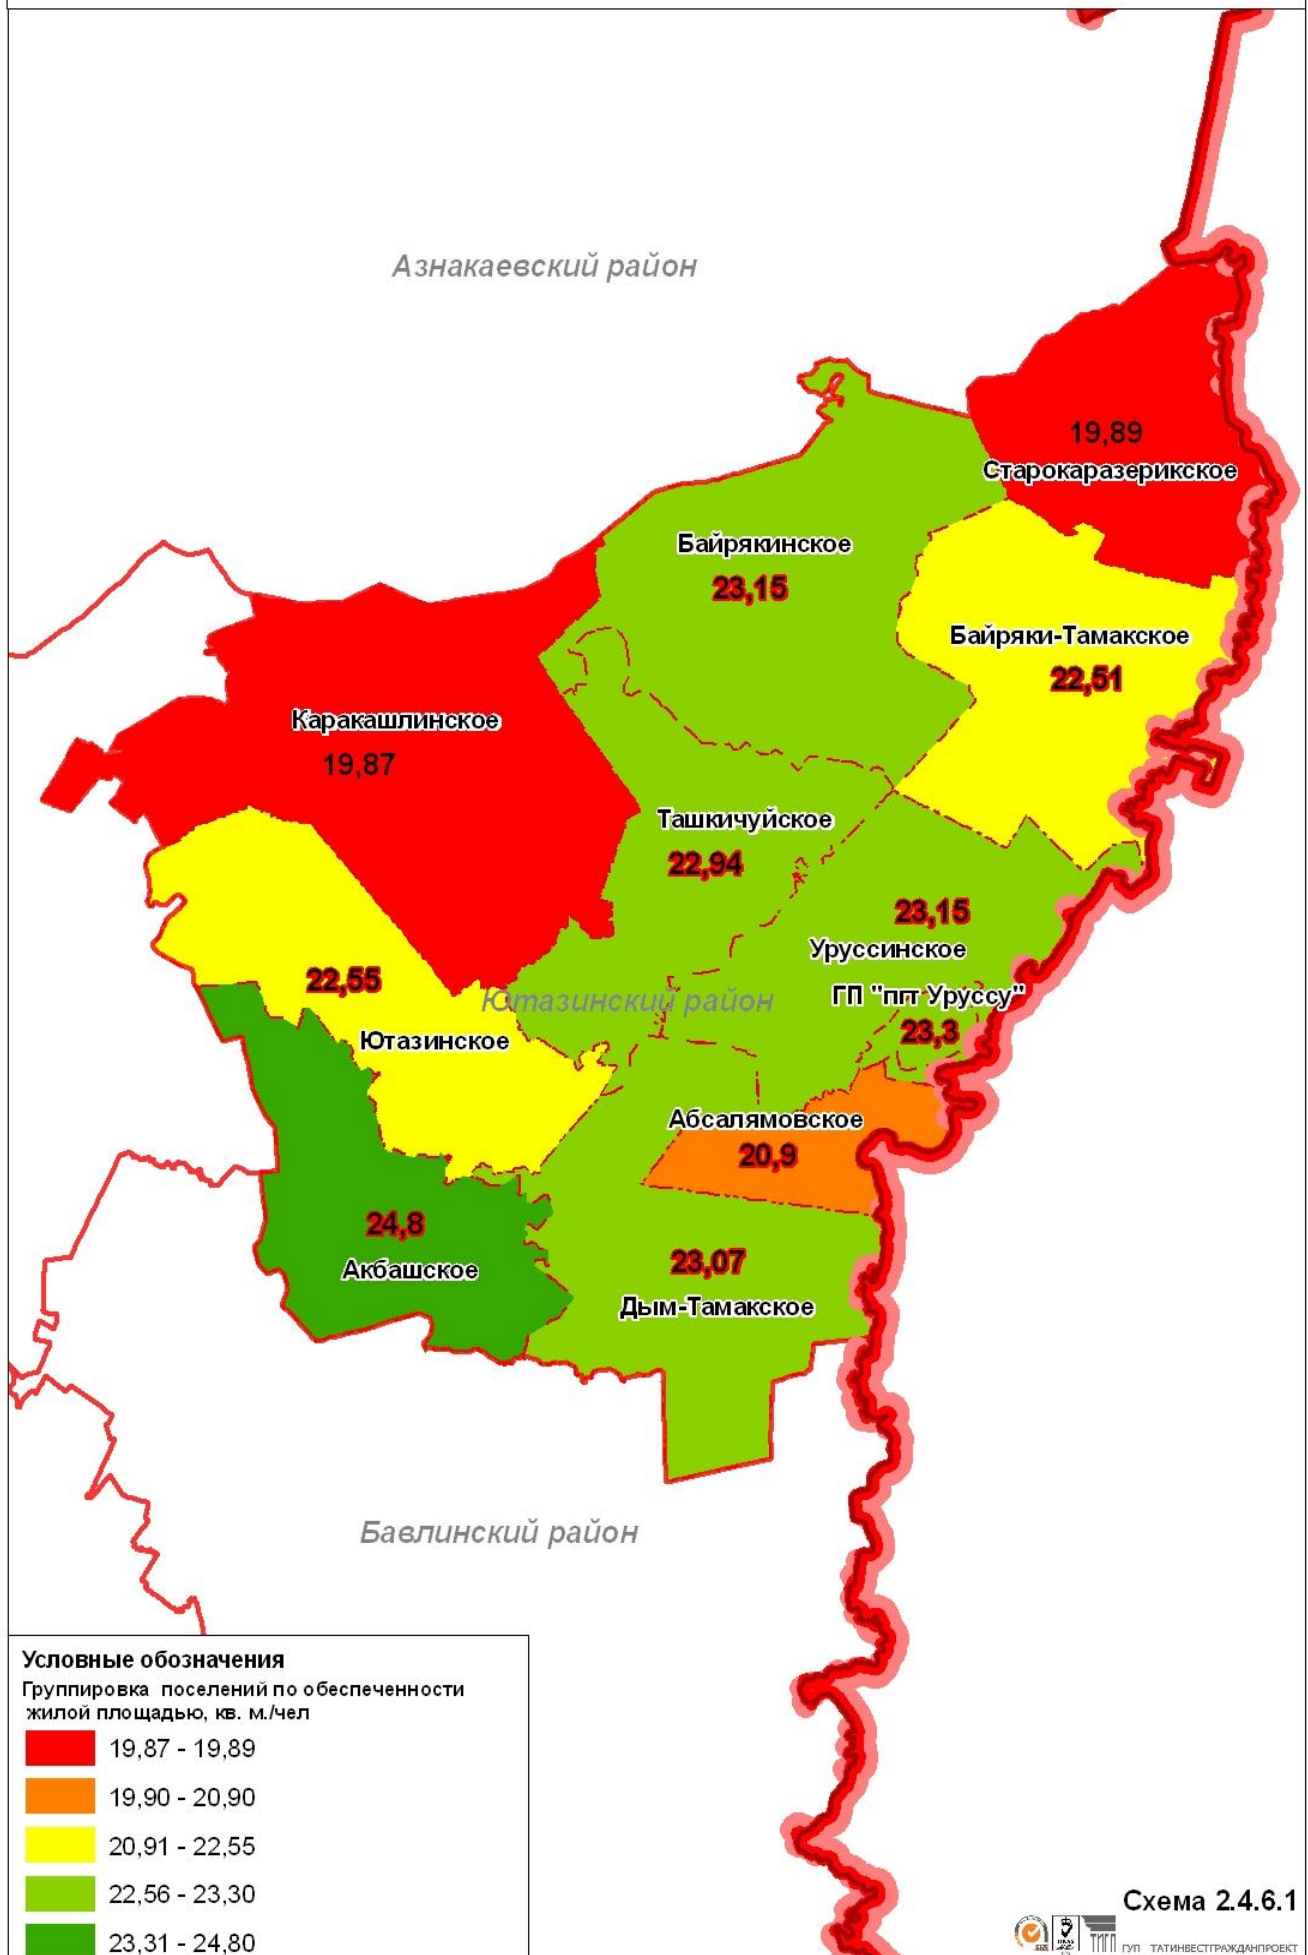 Азнакаевский район
19,89
Старокаразерикское
Байрякинское
23,15
Байряки-Тамакское
22,51
Каракашлинское
19,87
Ташкичуйское
22,94
23,15
Уруссинское
22,55
Ютазинский район
ГП "пгт Уруссу"
23,3
Ютазинское
Абсалямовское
20,9
24,8
Акбашское
23,07
Дым-Тамакское
Бавлинский район
Условные обозначения
Группировка поселений по обеспеченности
жилой площадью, кв. м./чел
19,87 - 19,89
19,90 - 20,90
20,91 - 22,55
22,56 - 23,30
23,31 - 24,80
Схема 2.4.6.1
ГУП ТАТИНВЕСТГРАЖДАНПРОЕКТ